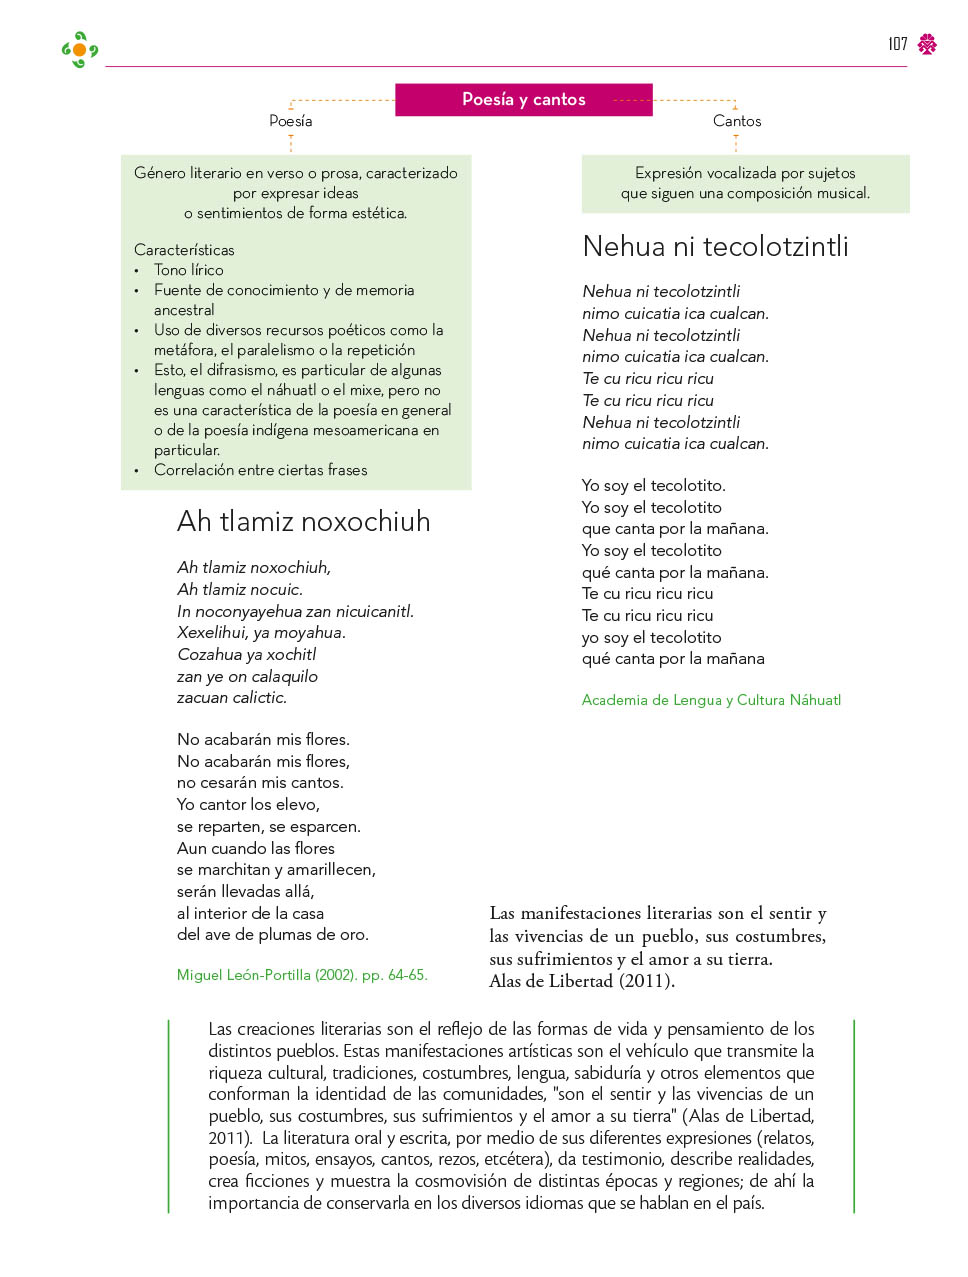 107
Poesía y cantos
Poesía
Género literario en verso o prosa, caracterizado
por expresar ideas
o sentimientos de forma estética.
Características
• Tono lírico
• Fuente de conocimiento y de memoria
ancestral
• Uso de diversos recursos poéticos como la
metáfora, el paralelismo o la repetición
• Esto, el difrasismo, es particular de algunas
lenguas como el náhuatl o el mixe, pero no
es una característica de la poesía en general
o de la poesía indígena mesoamericana en
particular.
• Correlación entre ciertas frases
Ah tlamiz noxochiuh
Ah tlamiz noxochiuh,
Ah tlamiz nocuic.
In noconyayehua zan nicuicanitl.
Xexelihui, ya moyahua.
Cozahua ya xochitl
zan ye on calaquilo
zacuan calictic.
No acabarán mis flores.
No acabarán mis flores,
no cesarán mis cantos.
Yo cantor los elevo,
se reparten, se esparcen.
Aun cuando las flores
se marchitan y amarillecen,
serán llevadas allá,
al interior de la casa
del ave de plumas de oro.
Miguel León-Portilla (2002). pp. 64-65.
Cantos
Expresión vocalizada por sujetos
que siguen una composición musical.
Nehua ni tecolotzintli
Nehua ni tecolotzintli
nimo cuicatia ica cualcan.
Nehua ni tecolotzintli
nimo cuicatia ica cualcan.
Te cu ricu ricu ricu
Te cu ricu ricu ricu
Nehua ni tecolotzintli
nimo cuicatia ica cualcan.
Yo soy el tecolotito.
Yo soy el tecolotito
que canta por la mañana.
Yo soy el tecolotito
qué canta por la mañana.
Te cu ricu ricu ricu
Te cu ricu ricu ricu
yo soy el tecolotito
qué canta por la mañana
Academia de Lengua y Cultura Náhuatl
Las manifestaciones literarias son el sentir y
las vivencias de un pueblo, sus costumbres,
sus sufrimientos y el amor a su tierra.
Alas de Libertad (2011).
Las creaciones literarias son el reflejo de las formas de vida y pensamiento de los
distintos pueblos. Estas manifestaciones artísticas son el vehículo que transmite la
riqueza cultural, tradiciones, costumbres, lengua, sabiduría y otros elementos que
conforman la identidad de las comunidades, "son el sentir y las vivencias de un
pueblo, sus costumbres, sus sufrimientos y el amor a su tierra" (Alas de Libertad,
2011). La literatura oral y escrita, por medio de sus diferentes expresiones (relatos,
poesía, mitos, ensayos, cantos, rezos, etcétera), da testimonio, describe realidades,
crea ficciones y muestra la cosmovisión de distintas épocas y regiones; de ahí la
importancia de conservarla en los diversos idiomas que se hablan en el país.